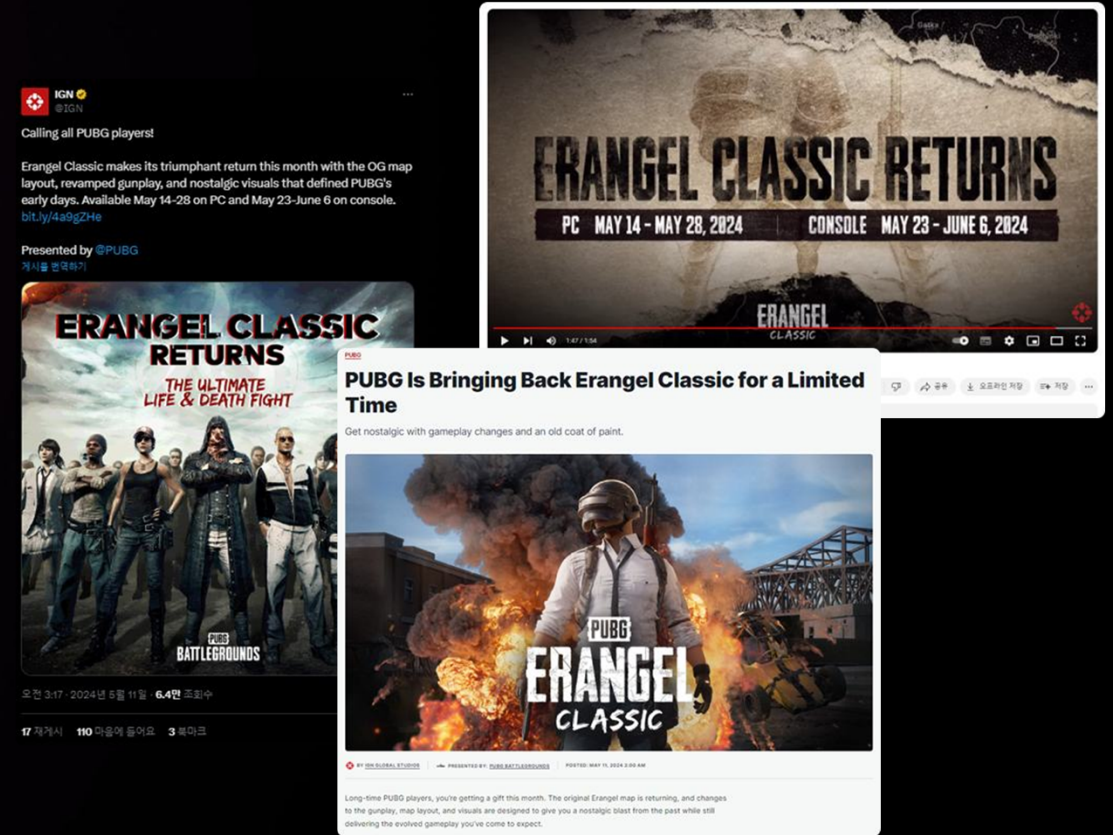 IGN
@IGN
Calling all PUBG players!
Erangel Classic makes its triumphant return this month with the OG map
layout, revamped gunplay, and nostalgic visuals that defined PUBG's
early days. Available May 14-28 on PC and May 23-June 6 on console.
bit.ly/4a9gZHe
Presented by @PUBG
게시물 번역하기
ERANGEL CLASSIC
RETURNS
THE ULTIMATE
LIFE & DEATH FIGHT
PUBG
BATTLEGROUNDS
오전 3:17 · 2024년 5월 11일 · 6.4만 조회수
17 재게시 110 마음에 들어요 3 북마크
Gatka
ERANGEL CLASSIC RETURNS
PC MAY 14 - MAY 28, 2024 CONSOLE MAY 23 - JUNE 6, 2024
ERANGEL
CLASSIC
1:47 / 1:54
공유 오프라인 저장 저장
PUBG
PUBG Is Bringing Back Erangel Classic for a Limited
Time
Get nostalgic with gameplay changes and an old coat of paint.
PUBG
ERANGEL
CLASSIC
BY IGN GLOBAL STUDIOS PRESENTED BY: PUBG BATTLEGROUNDS POSTED: MAY 11, 2024 3:00 AM
Long-time PUBG players, you're getting a gift this month. The original Erangel map is returning, and changes
to the gunplay, map layout, and visuals are designed to give you a nostalgic blast from the past while still
delivering the evolved gameplay you've come to expect.